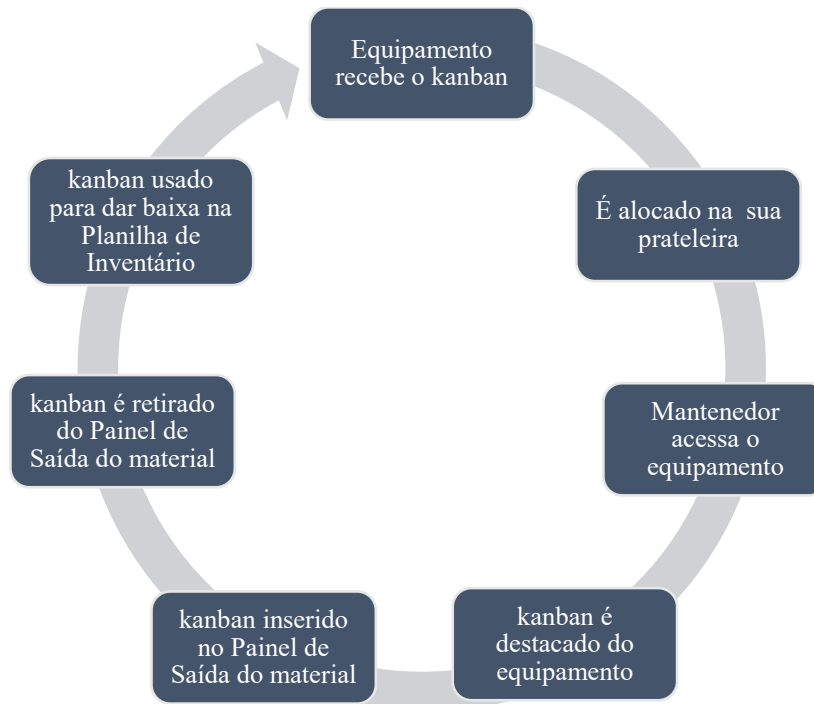 Equipamento
recebe o kanban
É alocado na sua
prateleira
Mantenedor
acessa o
equipamento
kanban é
destacado do
equipamento
kanban inserido
no Painel de
Saída do material
kanban é retirado
do Painel de
Saída do material
kanban usado
para dar baixa na
Planilha de
Inventário